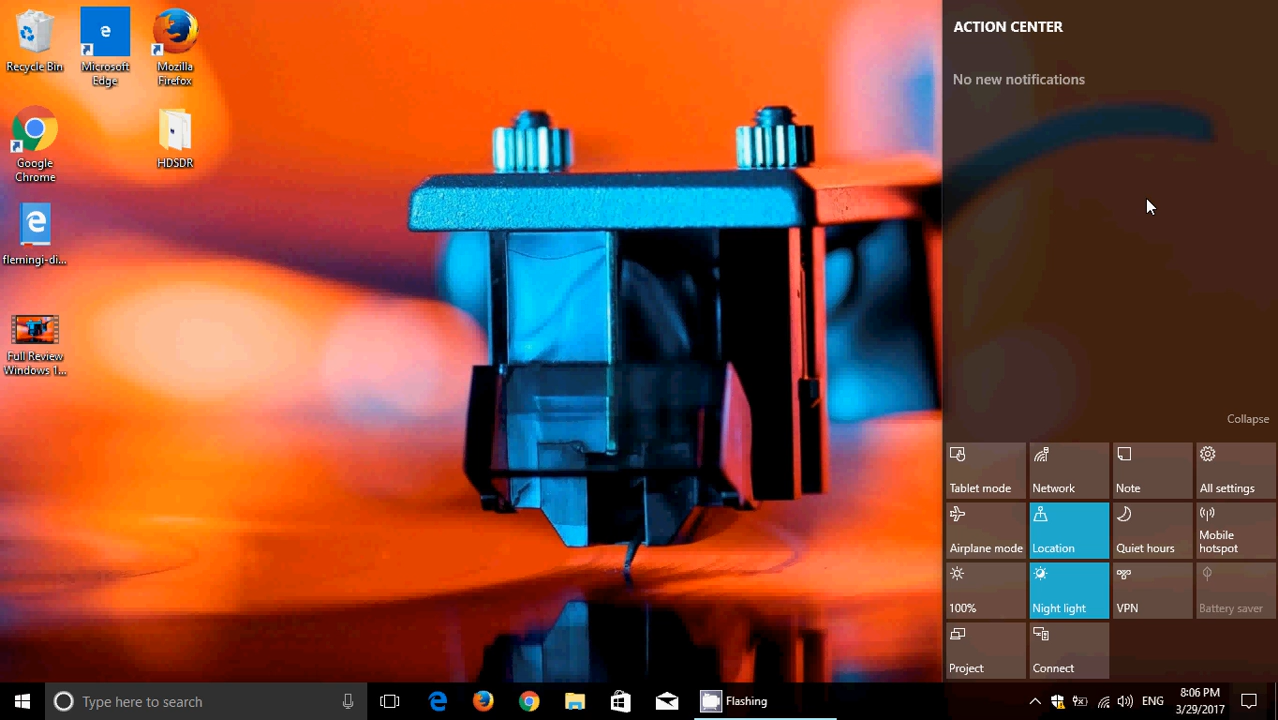 ACTION CENTER
No new notifications
Recycle Bin
Microsoft
Edge
Mozilla
Firefox
Google
Chrome
HDSDR
flemingi-di...
Full Review
Windows 1...
Collapse
Tablet mode
Network
Note
All settings
Airplane mode
Location
Quiet hours
Mobile
hotspot
100%
Night light
VPN
Battery saver
Project
Connect
Type here to search
Flashing
ENG
8:06 PM
3/29/2017